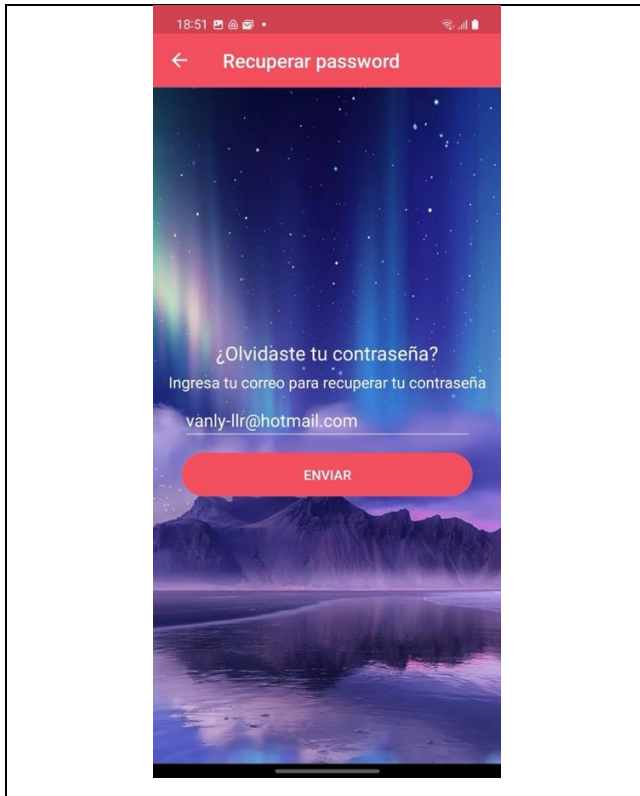 18:51
Recuperar password
¿Olvidaste tu contraseña?
Ingresa tu correo para recuperar tu contraseña
vanly-llr@hotmail.com
ENVIAR